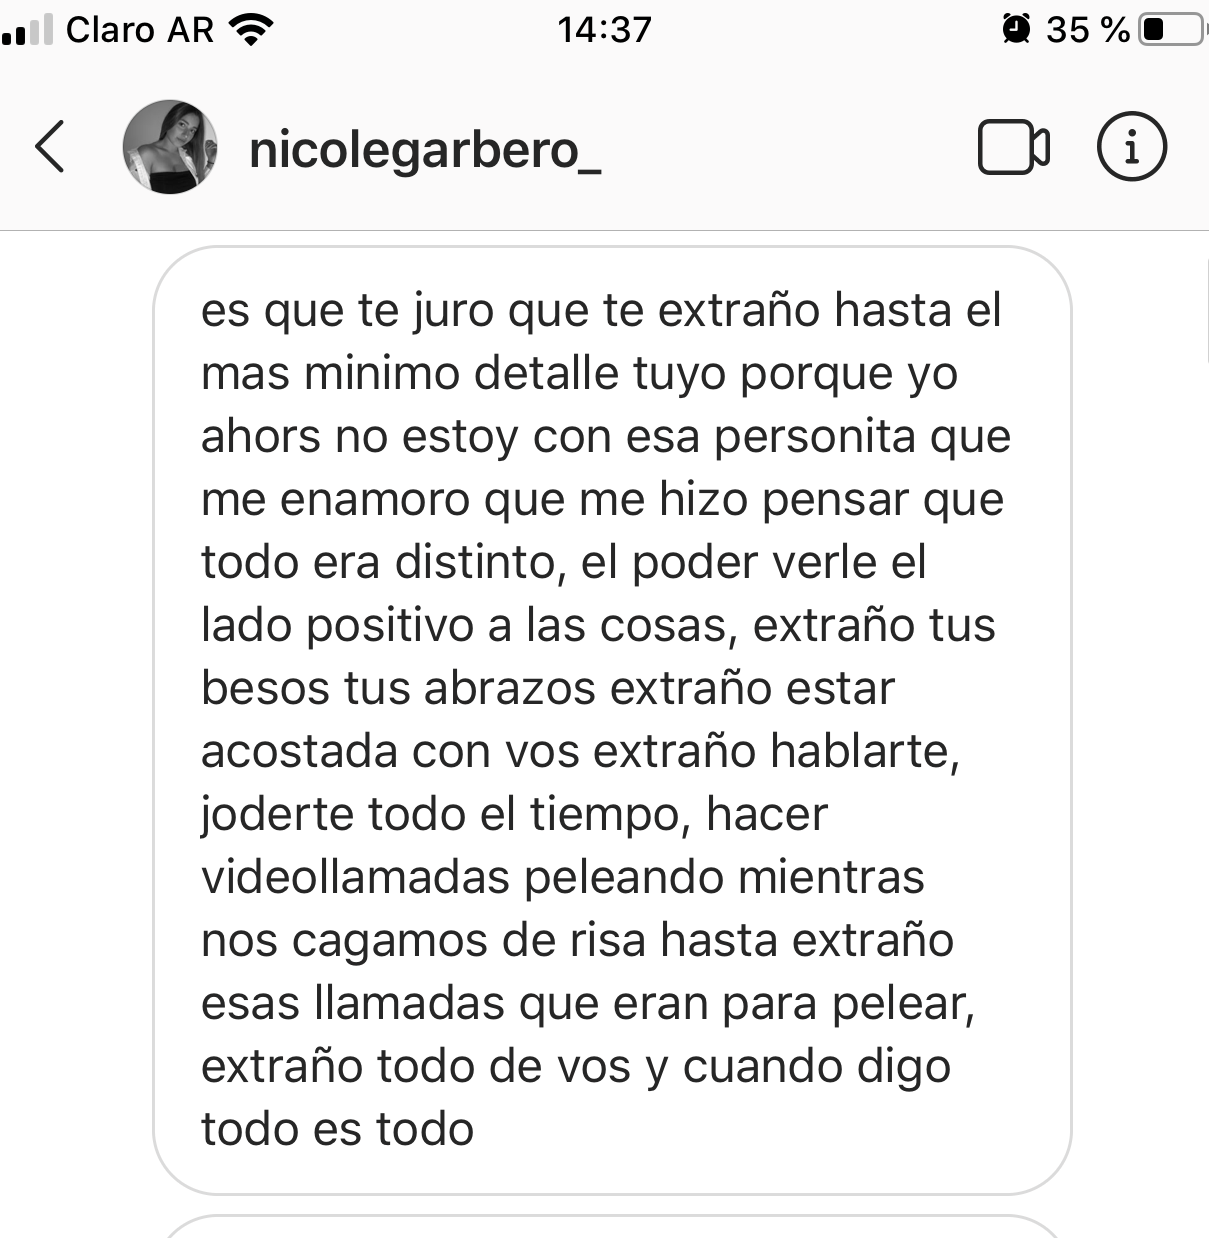 Claro AR 14:37 35 %
nicolegarbero_
es que te juro que te extraño hasta el
mas minimo detalle tuyo porque yo
ahors no estoy con esa personita que
me enamoro que me hizo pensar que
todo era distinto, el poder verle el
lado positivo a las cosas, extraño tus
besos tus abrazos extraño estar
acostada con vos extraño hablarte,
joderte todo el tiempo, hacer
videollamadas peleando mientras
nos cagamos de risa hasta extraño
esas llamadas que eran para pelear,
extraño todo de vos y cuando digo
todo es todo